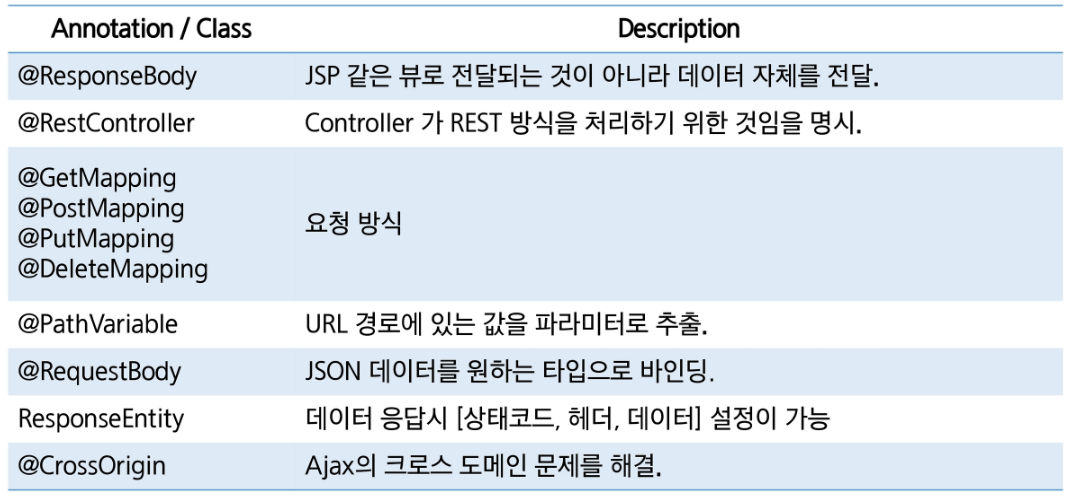 Annotation / Class Description
@ResponseBody JSP 같은 뷰로 전달되는 것이 아니라 데이터 자체를 전달.
@RestController Controller 가 REST 방식을 처리하기 위한 것임을 명시.
@GetMapping
@PostMapping
@PutMapping
@DeleteMapping
요청 방식
@PathVariable URL 경로에 있는 값을 파라미터로 추출.
@RequestBody JSON 데이터를 원하는 타입으로 바인딩.
ResponseEntity 데이터 응답시 [상태코드, 헤더, 데이터] 설정이 가능
@CrossOrigin Ajax의 크로스 도메인 문제를 해결.